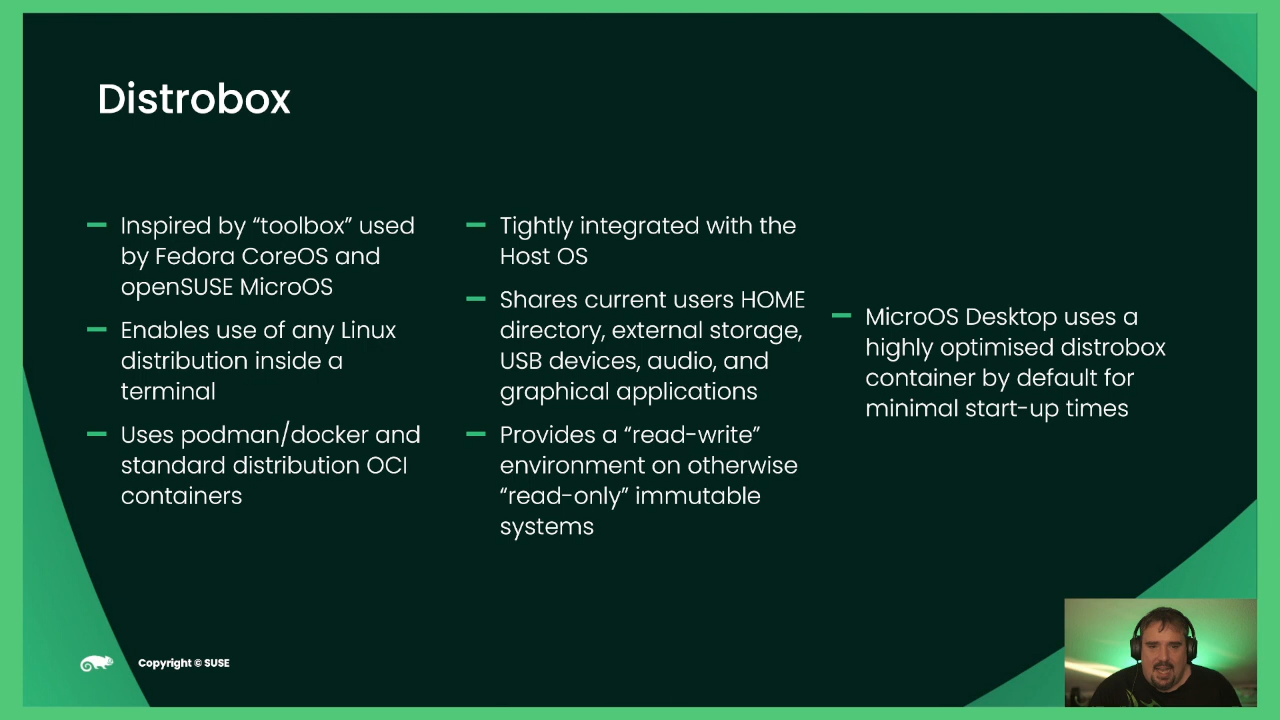 Distrobox
Inspired by “toolbox” used
by Fedora CoreOS and
openSUSE MicroOS
Enables use of any Linux
distribution inside a
terminal
Uses podman/docker and
standard distribution OCI
containers
Tightly integrated with the
Host OS
Shares current users HOME
directory, external storage,
USB devices, audio, and
graphical applications
Provides a “read-write”
environment on otherwise
“read-only” immutable
systems
MicroOS Desktop uses a
highly optimised distrobox
container by default for
minimal start-up times
Copyright © SUSE